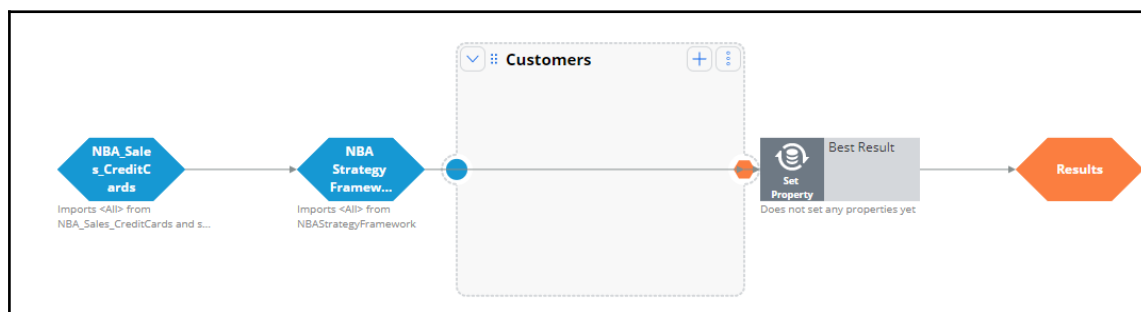 Customers
NBA_Sale
s_CreditC
ards
Imports <All> from
NBA_Sales_CreditCards and s...
NBA
Strategy
Framew...
Imports <All> from
NBAStrategyFramework
Set
Property
Best Result
Does not set any properties yet
Results